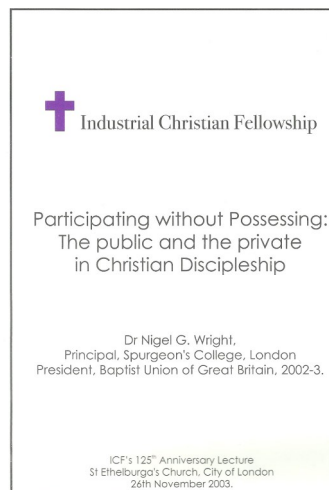 Industrial Christian Fellowship
Participating without Possessing:
The public and the private
in Christian Discipleship
Dr Nigel G. Wright,
Principal, Spurgeon's College, London
President, Baptist Union of Great Britain, 2002-3.
ICF's 125th Anniversary Lecture
St Ethelburga's Church, City of London
26th November 2003.